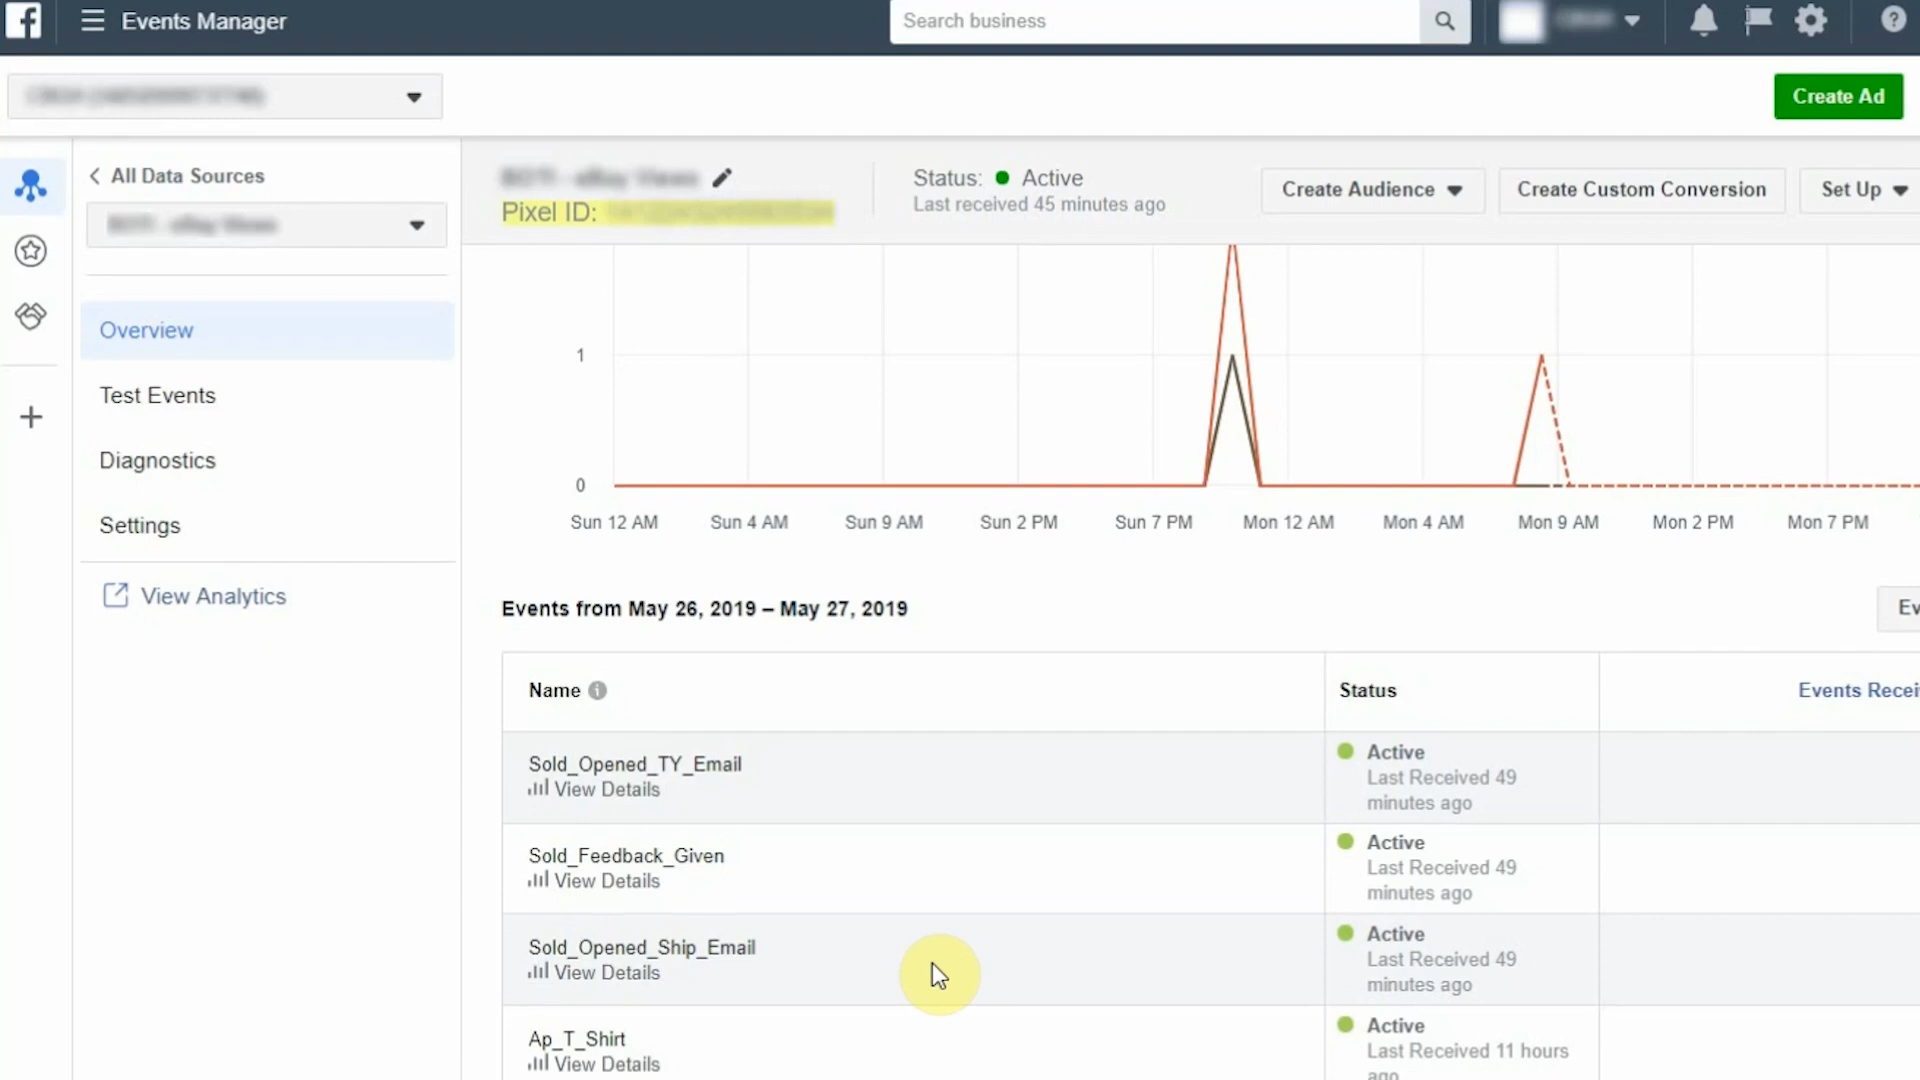 Events Manager
Search business
Create Ad
All Data Sources
Overview
Test Events
Diagnostics
Settings
View Analytics
Pixel ID:
Status: Active
Last received 45 minutes ago
Create Audience
Create Custom Conversion
Set Up
1
0
Sun 12 AM Sun 4 AM Sun 9 AM Sun 2 PM Sun 7 PM Mon 12 AM Mon 4 AM Mon 9 AM Mon 2 PM Mon 7 PM
Events from May 26, 2019 – May 27, 2019
Ev
Name Status Events Recei
Sold_Opened_TY_Email
View Details
Active
Last Received 49
minutes ago
Sold_Feedback_Given
View Details
Active
Last Received 49
minutes ago
Sold_Opened_Ship_Email
View Details
Active
Last Received 49
minutes ago
Ap_T_Shirt
View Details
Active
Last Received 11 hours
ago